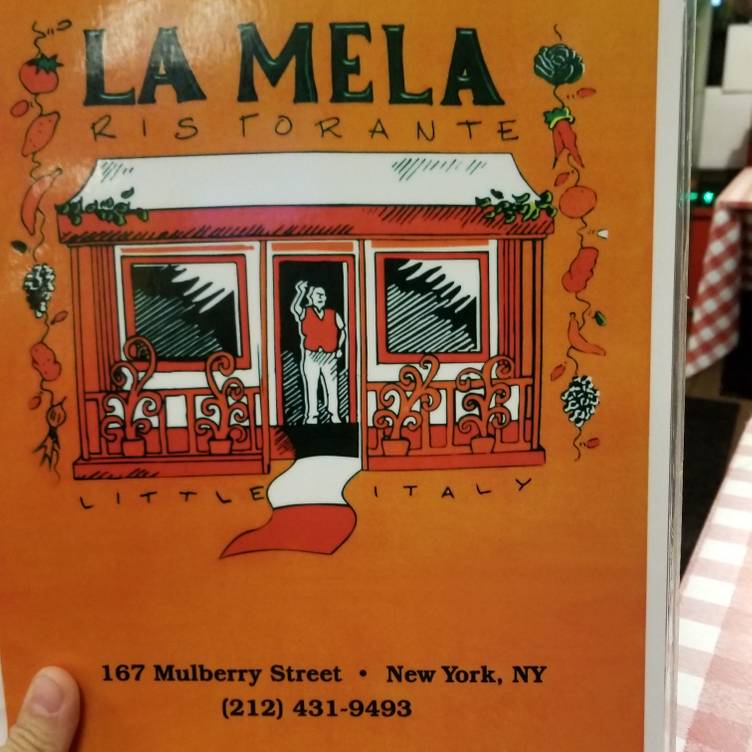 LA MELA
RISTORANTE
LITTLE ITALY
167 Mulberry Street • New York, NY
(212) 431-9493